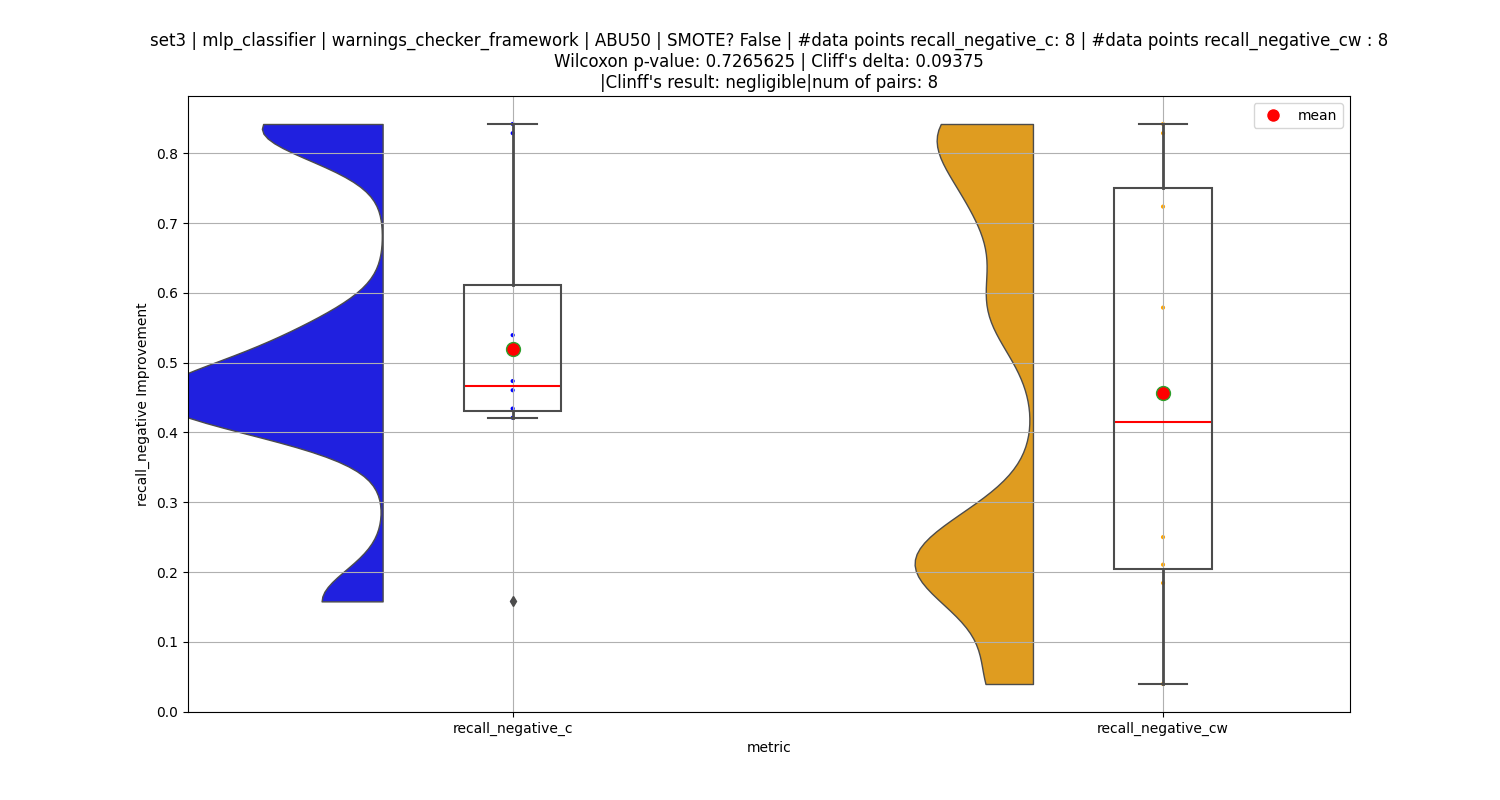 set3 | mlp_classifier | warnings_checker_framework | ABU50 | SMOTE? False | #data points recall_negative_c: 8 | #data points recall_negative_cw : 8
Wilcoxon p-value: 0.7265625 | Cliff's delta: 0.09375
|Clinff's result: negligible|num of pairs: 8
mean
0.8
0.7
0.6
0.5
0.4
0.3
0.2
0.1
0.0
recall_negative Improvement
recall_negative_c
recall_negative_cw
metric